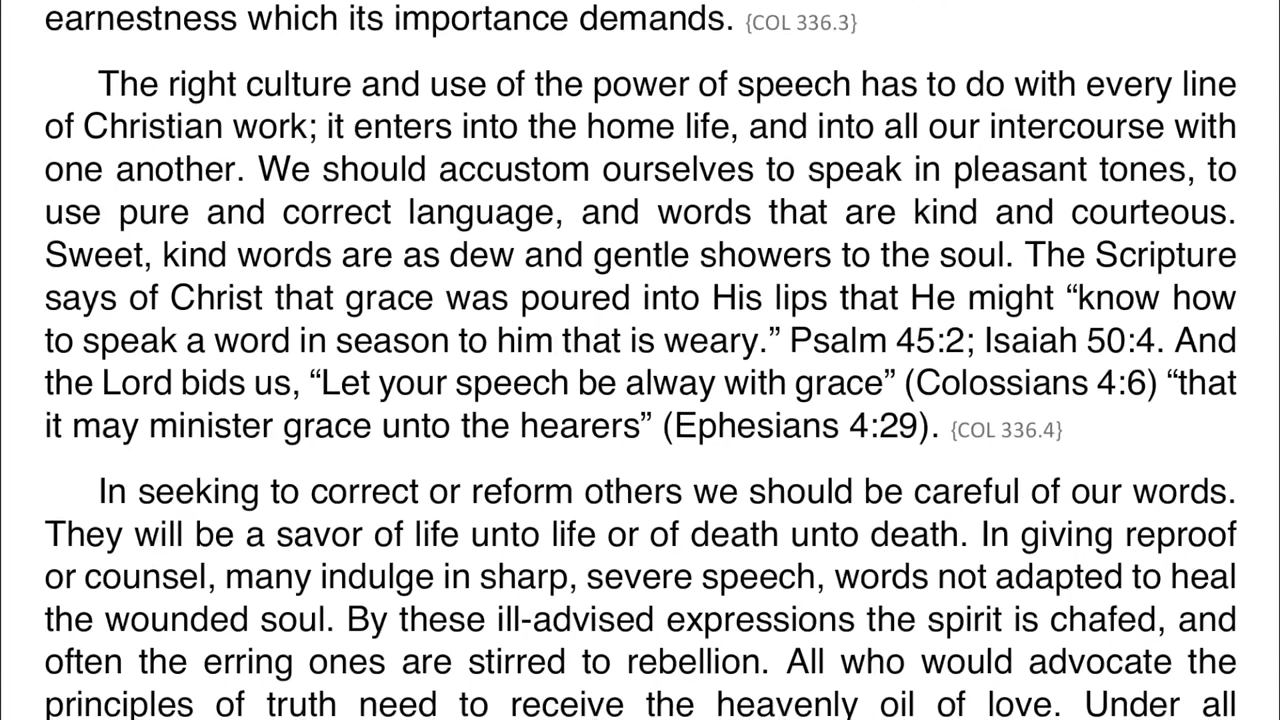 earnestness which its importance demands. {COL 336.3}
The right culture and use of the power of speech has to do with every line
of Christian work; it enters into the home life, and into all our intercourse with
one another. We should accustom ourselves to speak in pleasant tones, to
use pure and correct language, and words that are kind and courteous.
Sweet, kind words are as dew and gentle showers to the soul. The Scripture
says of Christ that grace was poured into His lips that He might “know how
to speak a word in season to him that is weary.” Psalm 45:2; Isaiah 50:4. And
the Lord bids us, “Let your speech be alway with grace” (Colossians 4:6) “that
it may minister grace unto the hearers” (Ephesians 4:29). {COL 336.4}
In seeking to correct or reform others we should be careful of our words.
They will be a savor of life unto life or of death unto death. In giving reproof
or counsel, many indulge in sharp, severe speech, words not adapted to heal
the wounded soul. By these ill-advised expressions the spirit is chafed, and
often the erring ones are stirred to rebellion. All who would advocate the
principles of truth need to receive the heavenly oil of love. Under all